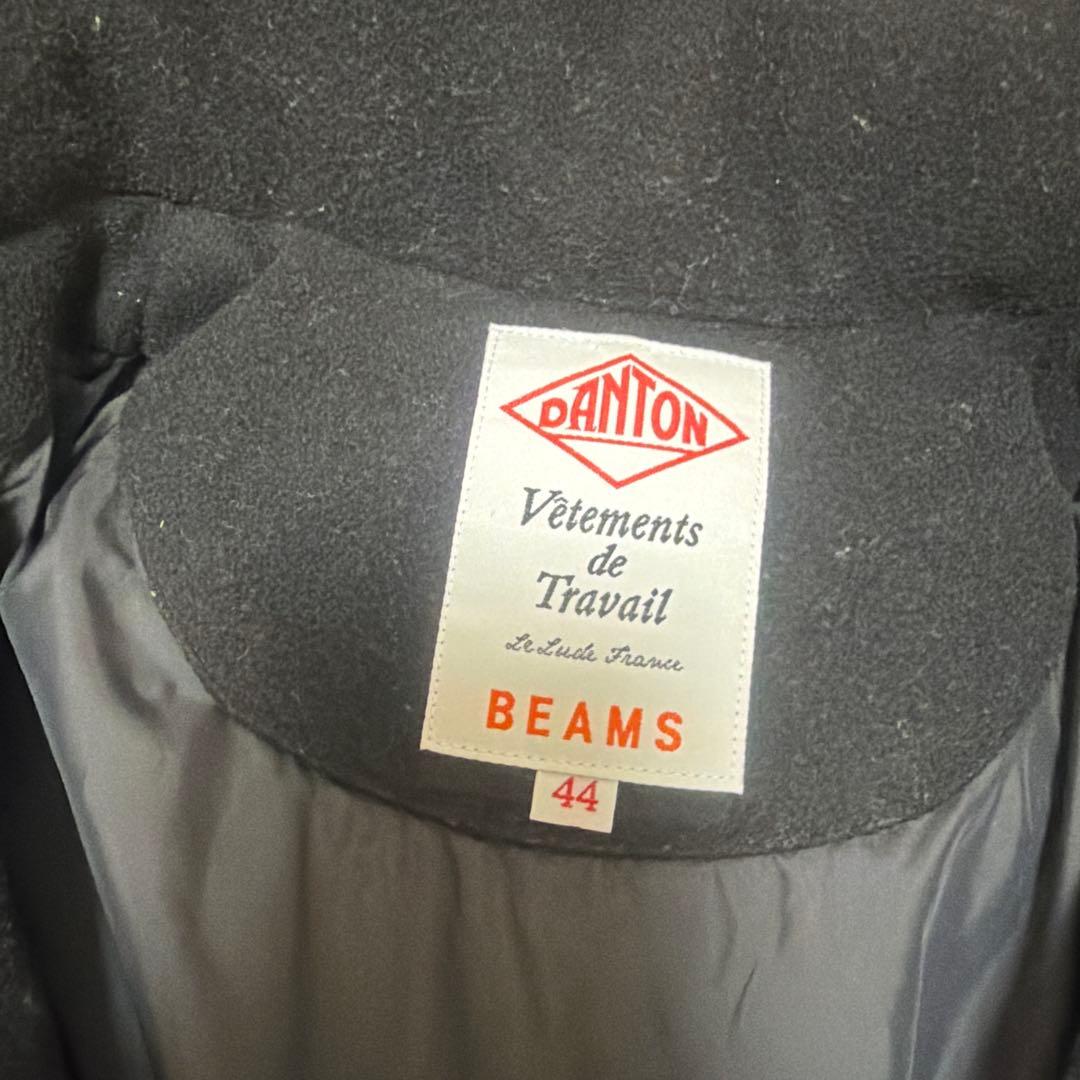 DANTON
Vêtements
de
Travail
Le Lude France
BEAMS
44